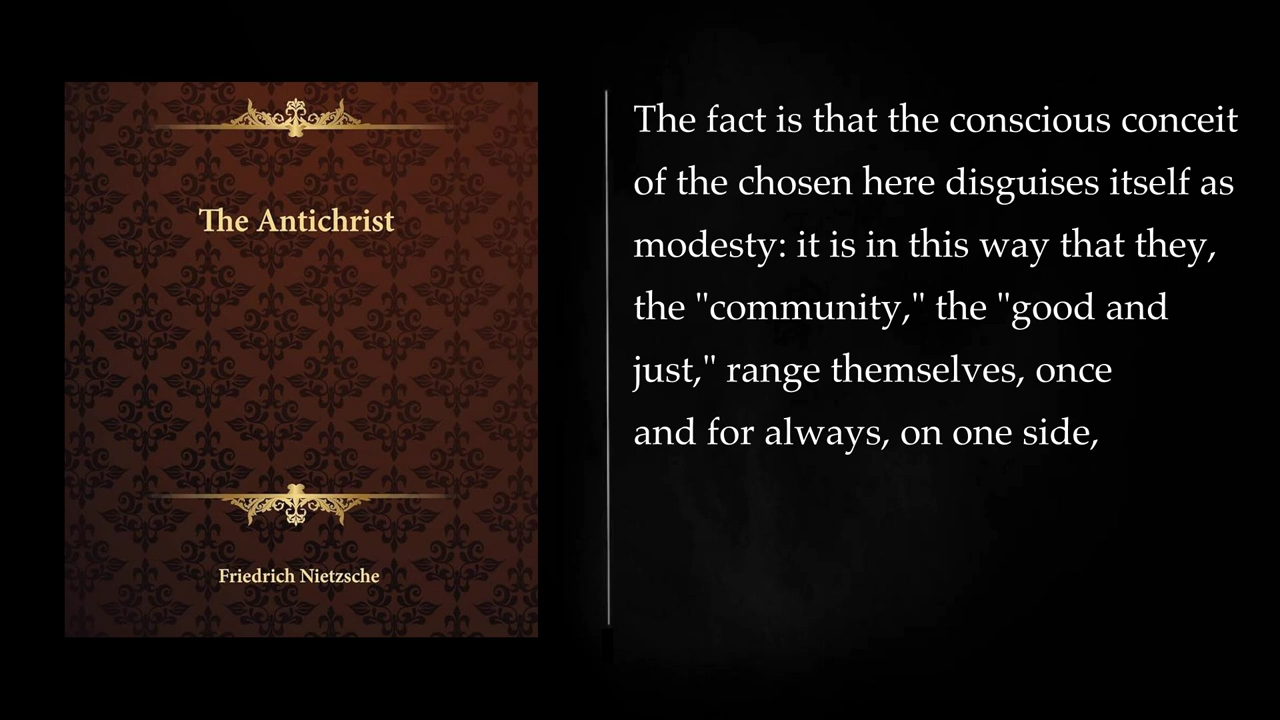 The Antichrist
Friedrich Nietzsche
The fact is that the conscious conceit
of the chosen here disguises itself as
modesty: it is in this way that they,
the "community," the "good and
just," range themselves, once
and for always, on one side,